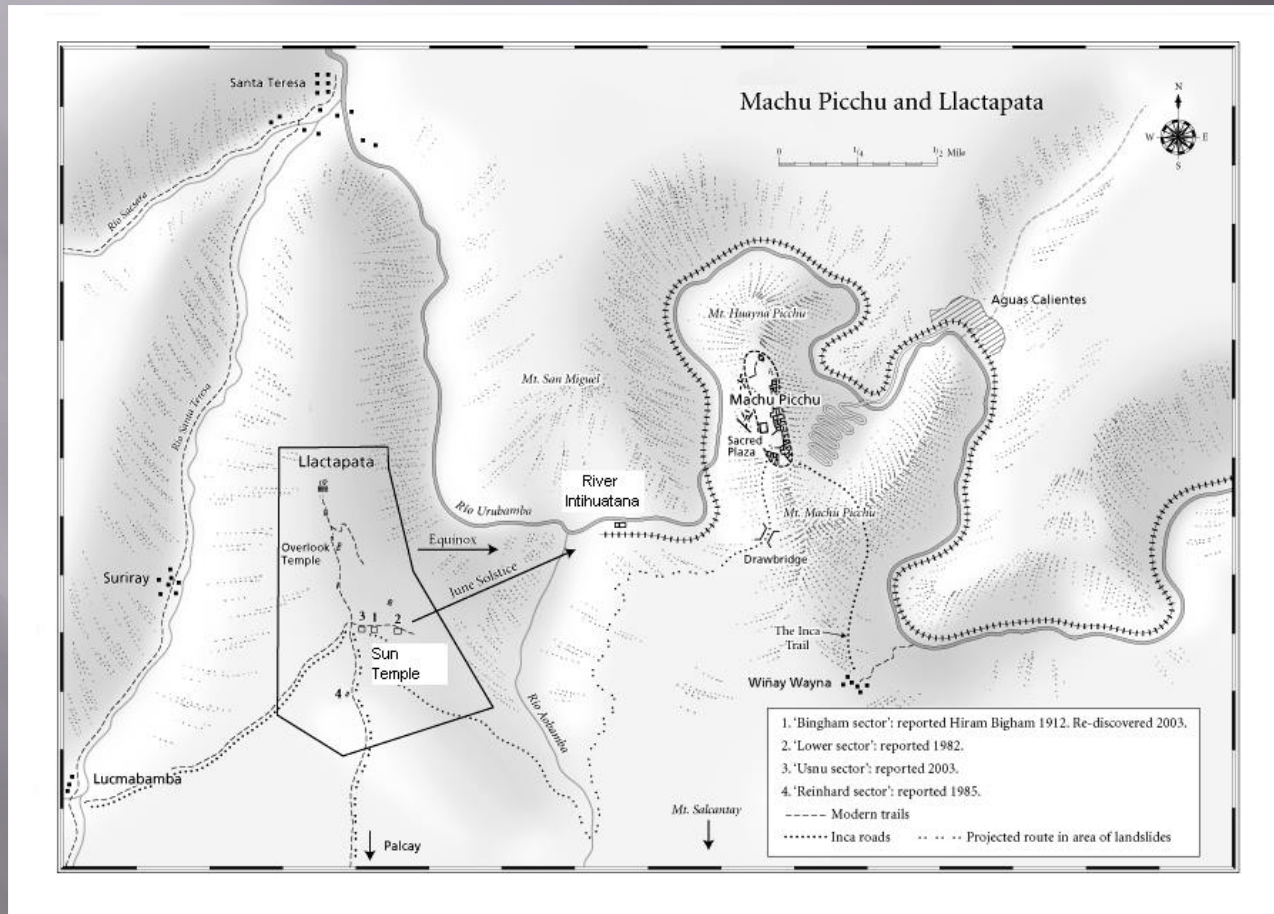 Machu Picchu and Llactapata
0 1/4 1/2 Mile
N
W E
S
Santa Teresa
Río Sacsara
Río Santa Teresa
Aguas Calientes
Mt. Huayna Picchu
Mt. San Miguel
Machu Picchu
Sacred
Plaza
Llactapata
River
Intihuatana
Río Urubamba
Mt. Machu Picchu
Equinox
Drawbridge
Overlook
Temple
June Solstice
Suriray
3 1 2
Sun
Temple
The Inca
Trail
Wiñay Wayna
4
Río Aobamba
Lucmabamba
Mt. Salcantay
Palcay
1. 'Bingham sector': reported Hiram Bigham 1912. Re-discovered 2003.
2. 'Lower sector': reported 1982.
3. 'Usnu sector': reported 2003.
4. 'Reinhard sector': reported 1985.
Modern trails
Inca roads Projected route in area of landslides